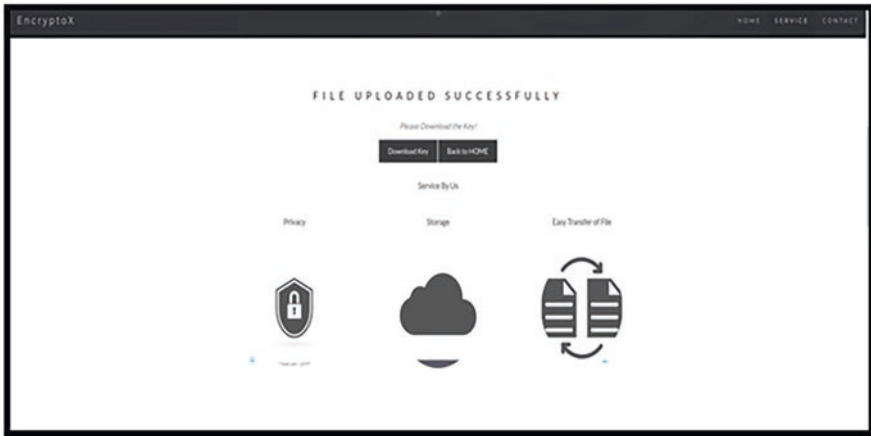 EncryptoX
HOME SERVICE CONTACT
FILE UPLOADED SUCCESSFULLY
Please Download the Key!
Download Key Back to HOME
Service By Us
Privacy Storage Easy Transfer of File